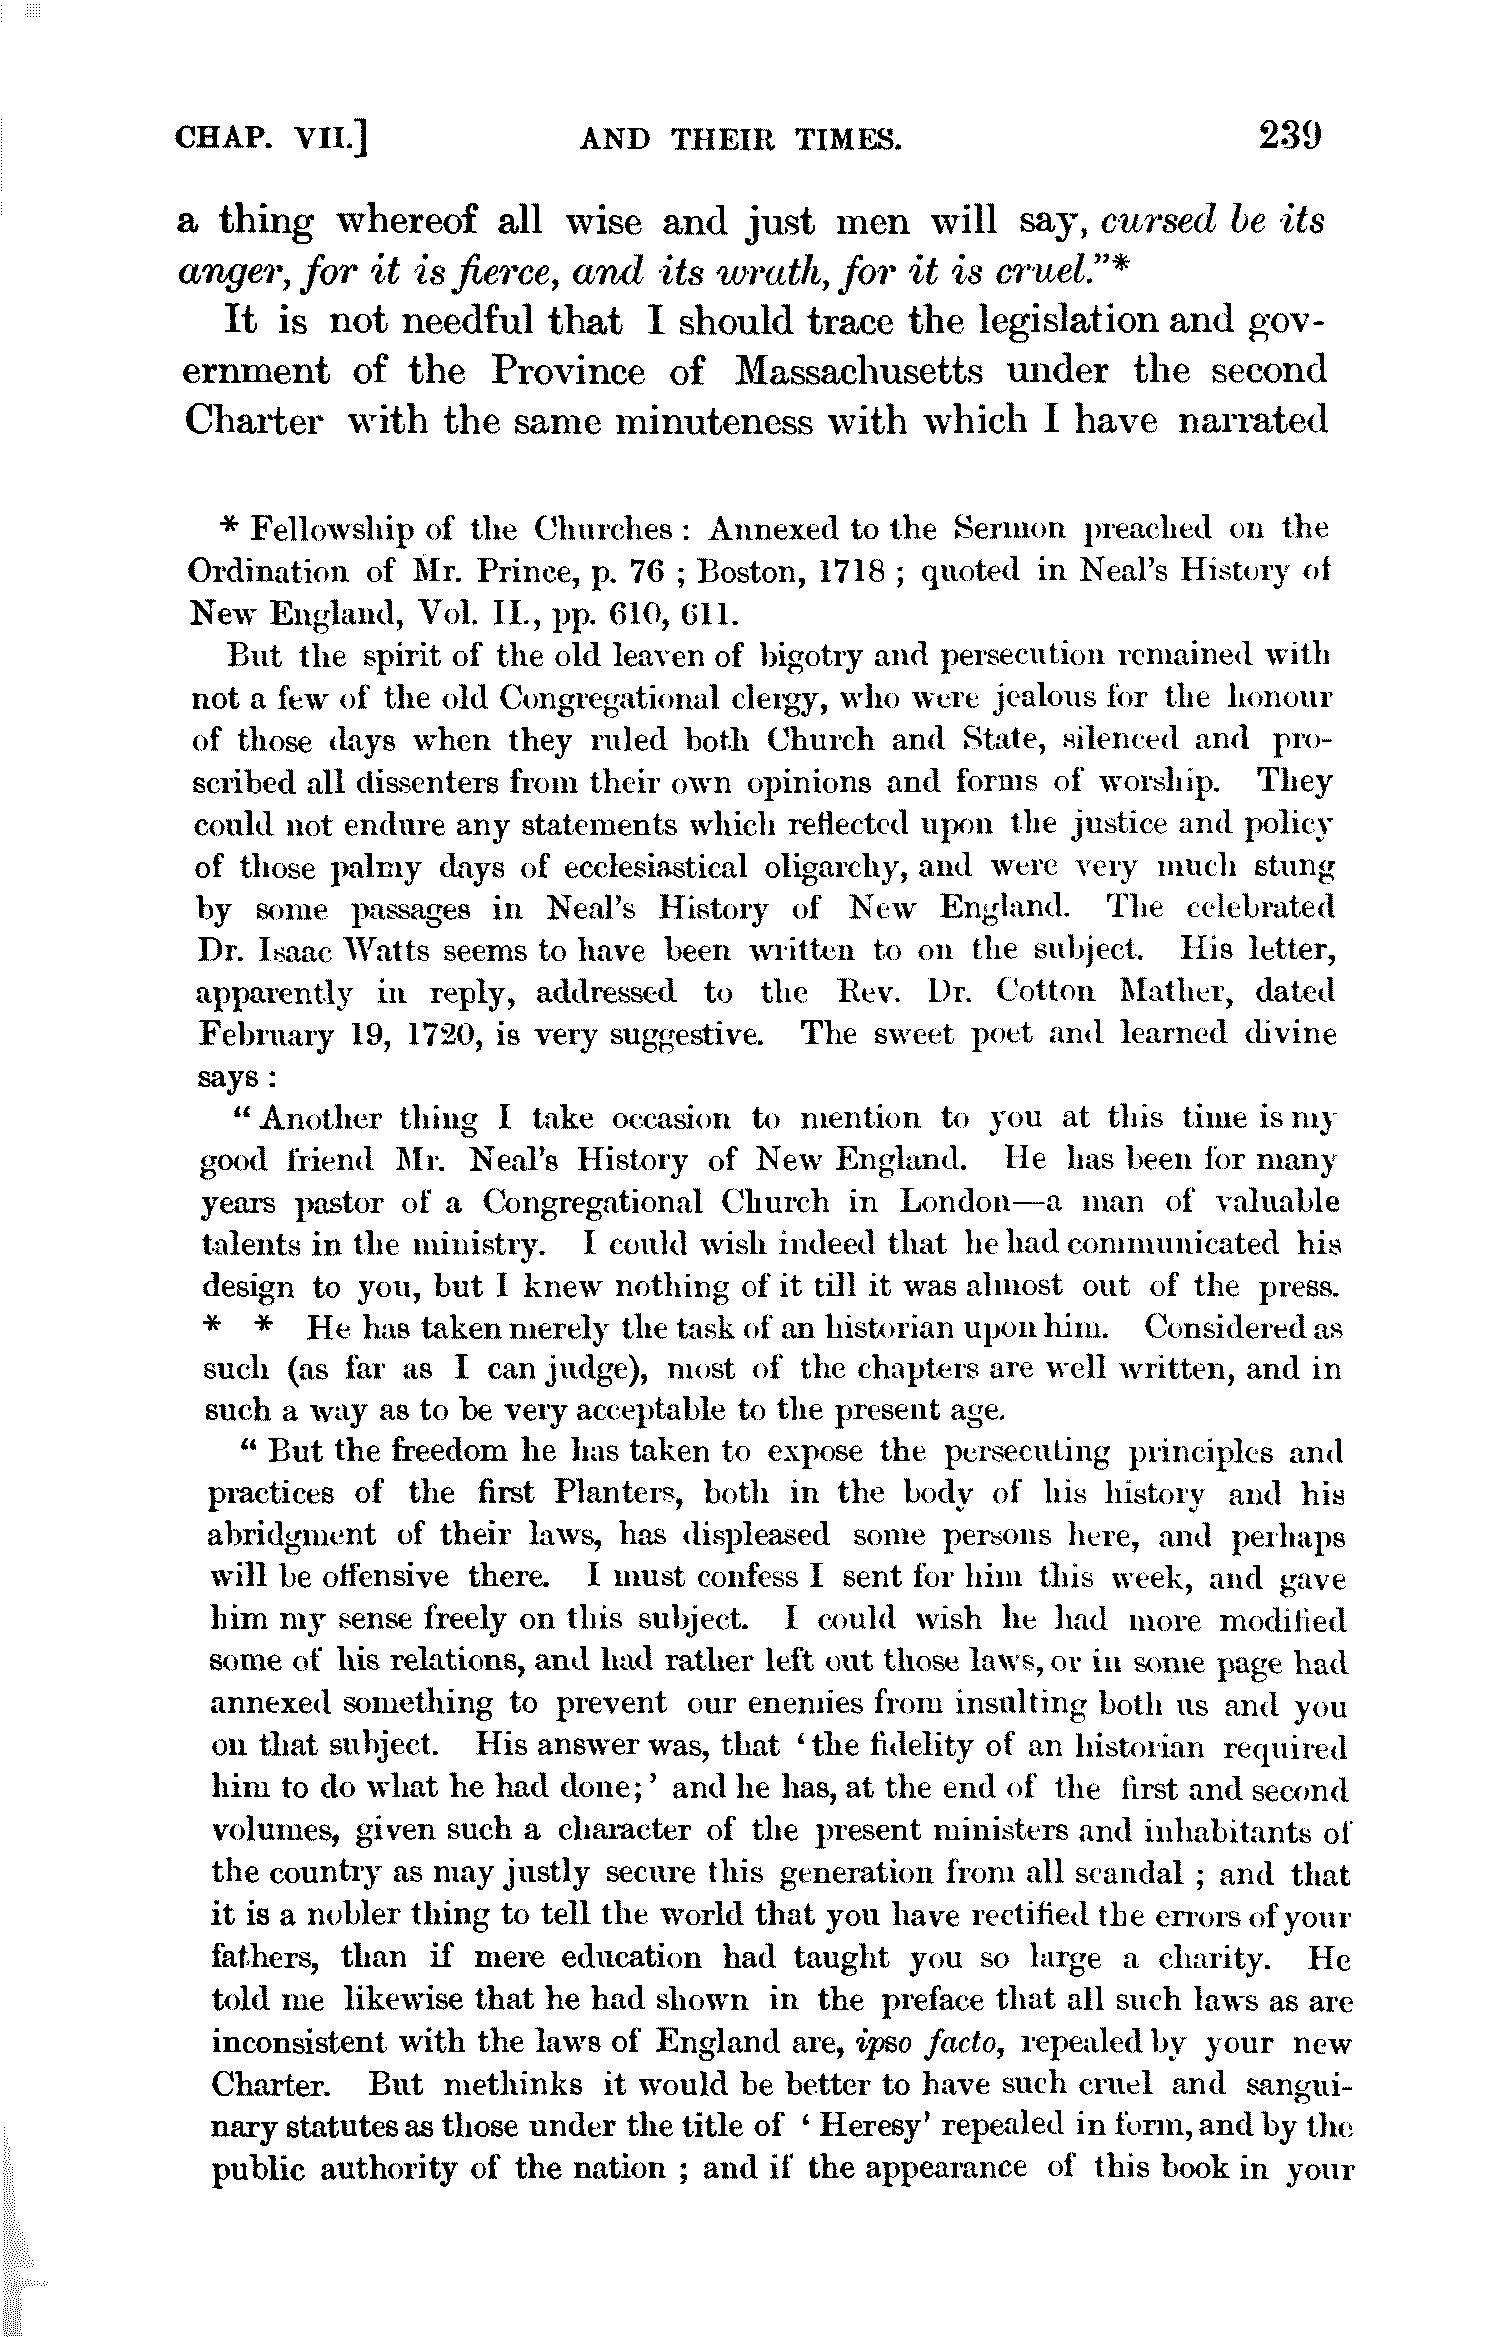 CHAP. VII.] AND THEIR TIMES. 239
a thing whereof all wise and just men will say, cursed be its
anger, for it is fierce, and its wrath, for it is cruel."*
It is not needful that I should trace the legislation and gov-
ernment of the Province of Massachusetts under the second
Charter with the same minuteness with which I have narrated
* Fellowship of the Churches : Annexed to the Sermon preached on the
Ordination of Mr. Prince, p. 76 ; Boston, 1718 ; quoted in Neal's History of
New England, Vol. II., pp. 610, 611.
But the spirit of the old leaven of bigotry and persecution remained with
not a few of the old Congregational clergy, who were jealous for the honour
of those days when they ruled both Church and State, silenced and pro-
scribed all dissenters from their own opinions and forms of worship. They
could not endure any statements which reflected upon the justice and policy
of those palmy days of ecclesiastical oligarchy, and were very much stung
by some passages in Neal's History of New England. The celebrated
Dr. Isaac Watts seems to have been written to on the subject. His letter,
apparently in reply, addressed to the Rev. Dr. Cotton Mather, dated
February 19, 1720, is very suggestive. The sweet poet and learned divine
says :
" Another thing I take occasion to mention to you at this time is my
good friend Mr. Neal's History of New England. He has been for many
years pastor of a Congregational Church in London—a man of valuable
talents in the ministry. I could wish indeed that he had communicated his
design to you, but I knew nothing of it till it was almost out of the press.
* * He has taken merely the task of an historian upon him. Considered as
such (as far as I can judge), most of the chapters are well written, and in
such a way as to be very acceptable to the present age.
" But the freedom he has taken to expose the persecuting principles and
practices of the first Planters, both in the body of his history and his
abridgment of their laws, has displeased some persons here, and perhaps
will be offensive there. I must confess I sent for him this week, and gave
him my sense freely on this subject. I could wish he had more modified
some of his relations, and had rather left out those laws, or in some page had
annexed something to prevent our enemies from insulting both us and you
on that subject. His answer was, that ‘the fidelity of an historian required
him to do what he had done;’ and he has, at the end of the first and second
volumes, given such a character of the present ministers and inhabitants of
the country as may justly secure this generation from all scandal ; and that
it is a nobler thing to tell the world that you have rectified the errors of your
fathers, than if mere education had taught you so large a charity. He
told me likewise that he had shown in the preface that all such laws as are
inconsistent with the laws of England are, ipso facto, repealed by your new
Charter. But methinks it would be better to have such cruel and sangui-
nary statutes as those under the title of ‘ Heresy’ repealed in form, and by the
public authority of the nation ; and if the appearance of this book in your